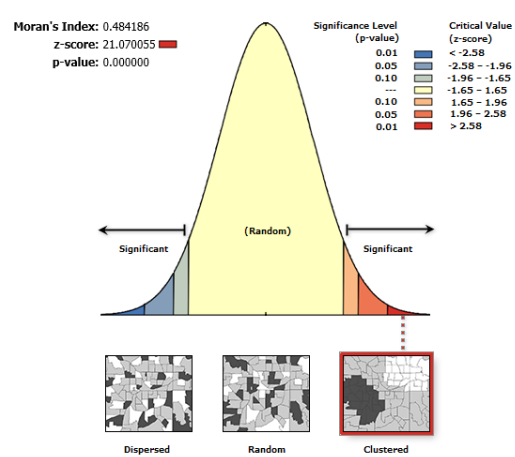 Moran's Index: 0.484186
z-score: 21.070055
p-value: 0.000000
Significance Level
(p-value)
Critical Value
(z-score)
0.01 < -2.58
0.05 -2.58 – -1.96
0.10 -1.96 – -1.65
--- -1.65 – 1.65
0.10 1.65 – 1.96
0.05 1.96 – 2.58
0.01 > 2.58
(Random)
Significant
Significant
Dispersed
Random
Clustered